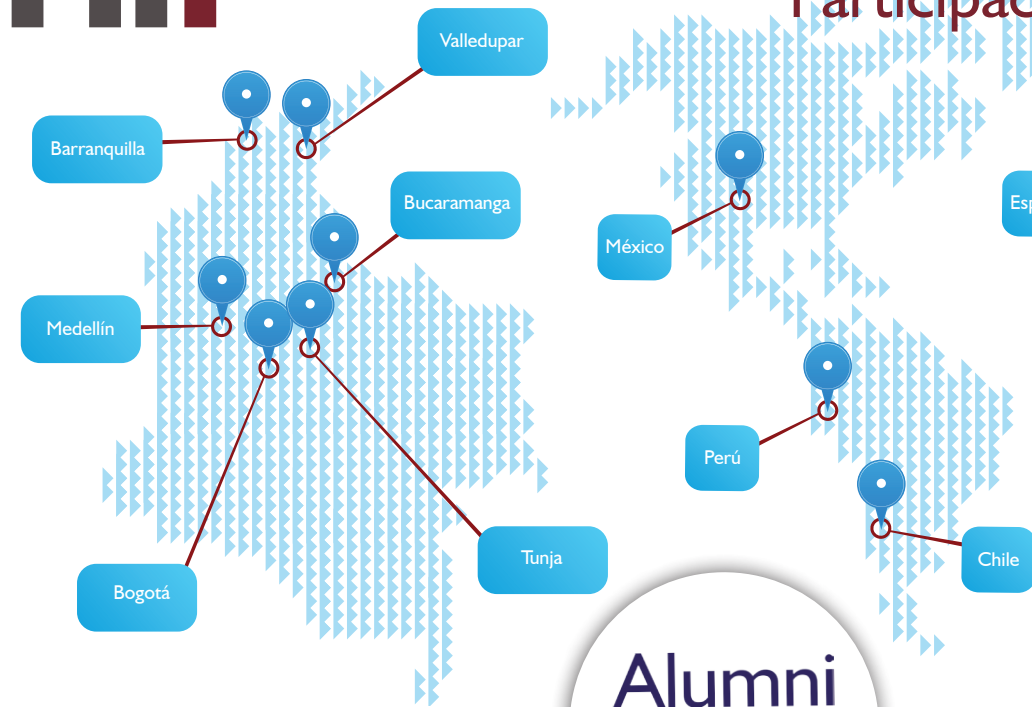 Valledupar
Barranquilla
Bucaramanga
México
Medellín
Perú
Tunja
Chile
Bogotá
Alumni